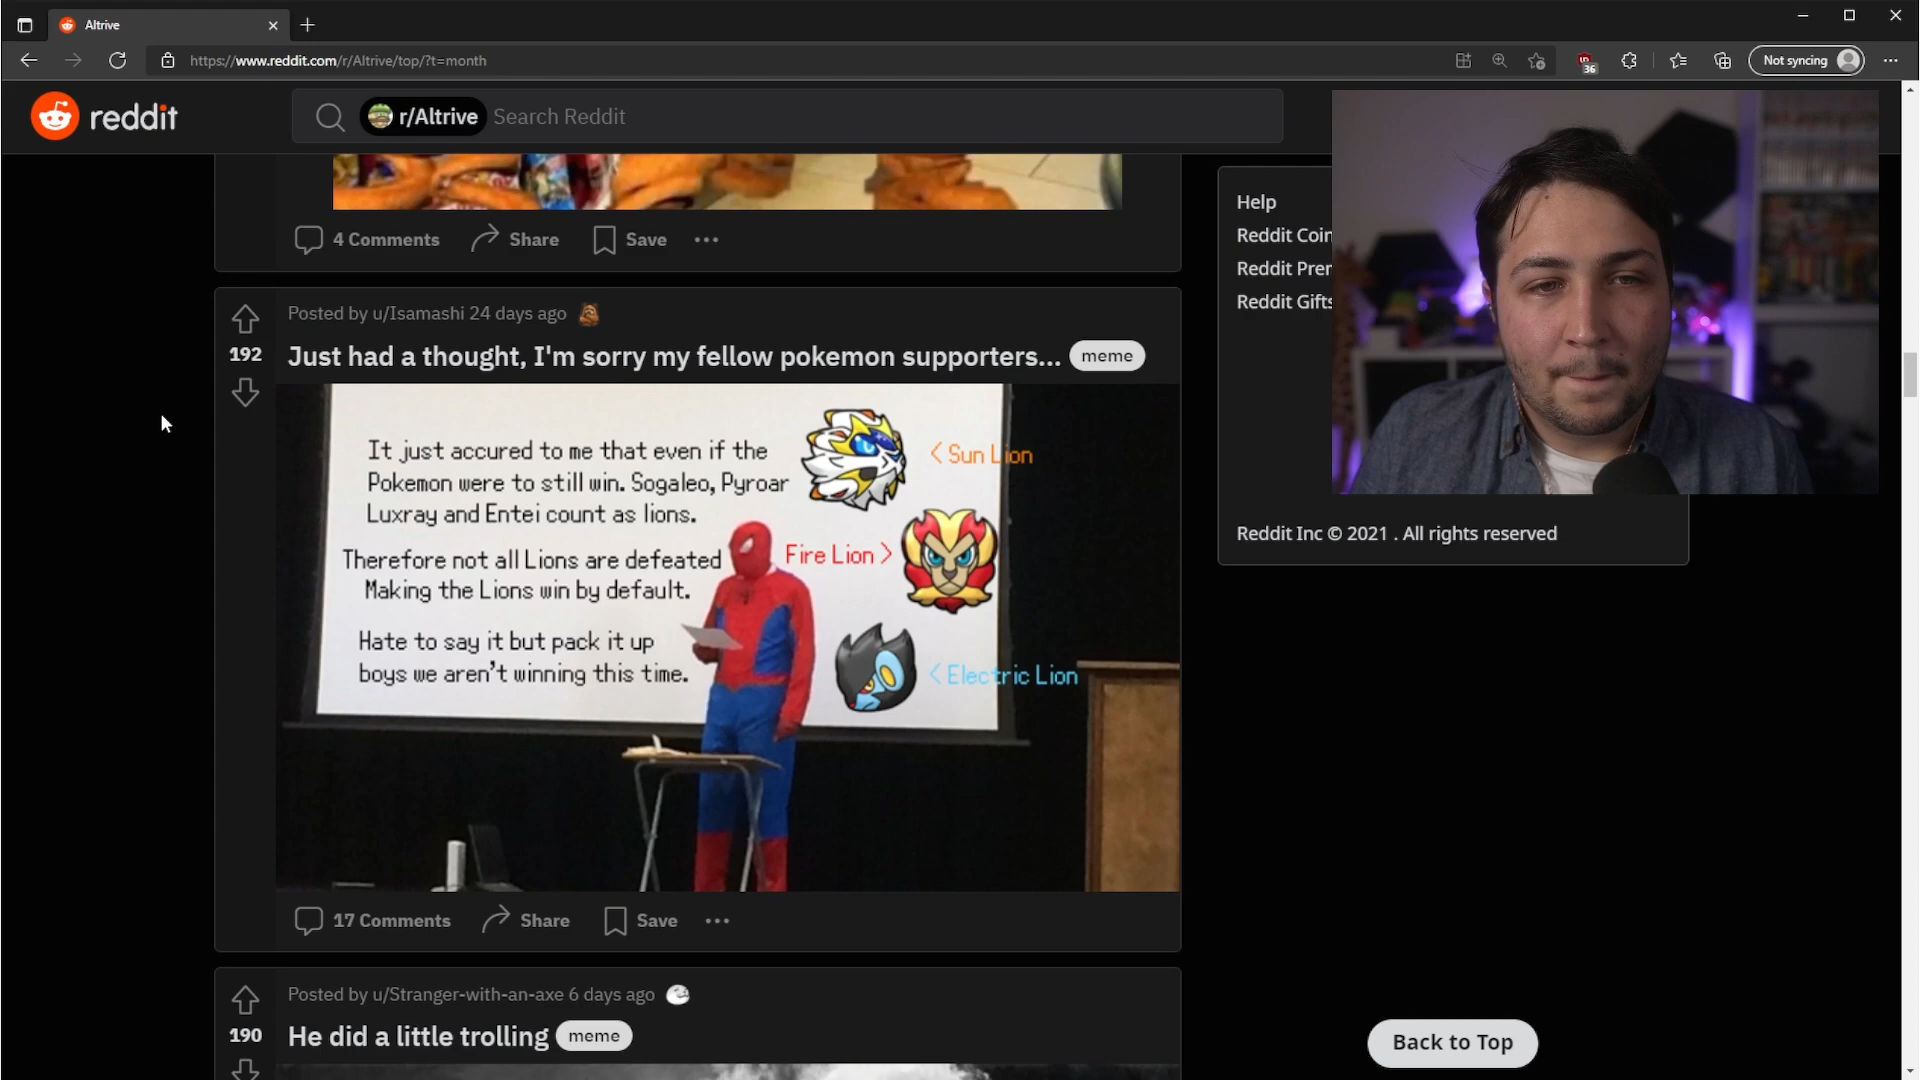 Altrive
https://www.reddit.com/r/Altrive/top/?t=month
36
Not syncing
reddit
r/Altrive Search Reddit
4 Comments Share Save
Help
Reddit Coin
Reddit Prem
Reddit Gifts
Reddit Inc © 2021 . All rights reserved
Posted by u/Isamashi 24 days ago
192
Just had a thought, I'm sorry my fellow pokemon supporters... meme
It just accured to me that even if the
Pokemon were to still win. Sogaleo, Pyroar
Luxray and Entei count as lions.
Therefore not all Lions are defeated
Making the Lions win by default.
Hate to say it but pack it up
boys we aren't winning this time.
<Sun Lion
Fire Lion>
<Electric Lion
17 Comments Share Save
Posted by u/Stranger-with-an-axe 6 days ago
190
He did a little trolling meme
Back to Top